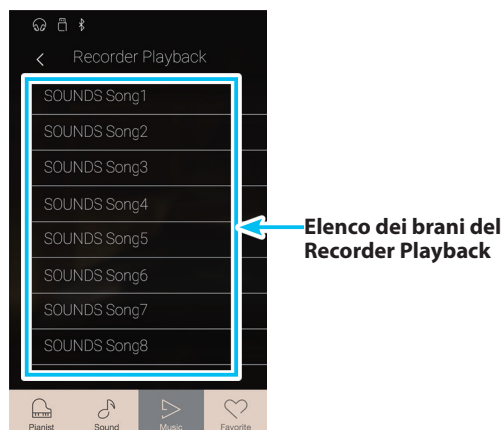 Recorder Playback
SOUNDS Song1
SOUNDS Song2
SOUNDS Song3
SOUNDS Song4
SOUNDS Song5
SOUNDS Song6
SOUNDS Song7
SOUNDS Song8
Elenco dei brani del
Recorder Playback
Pianist Sound Music Favorite